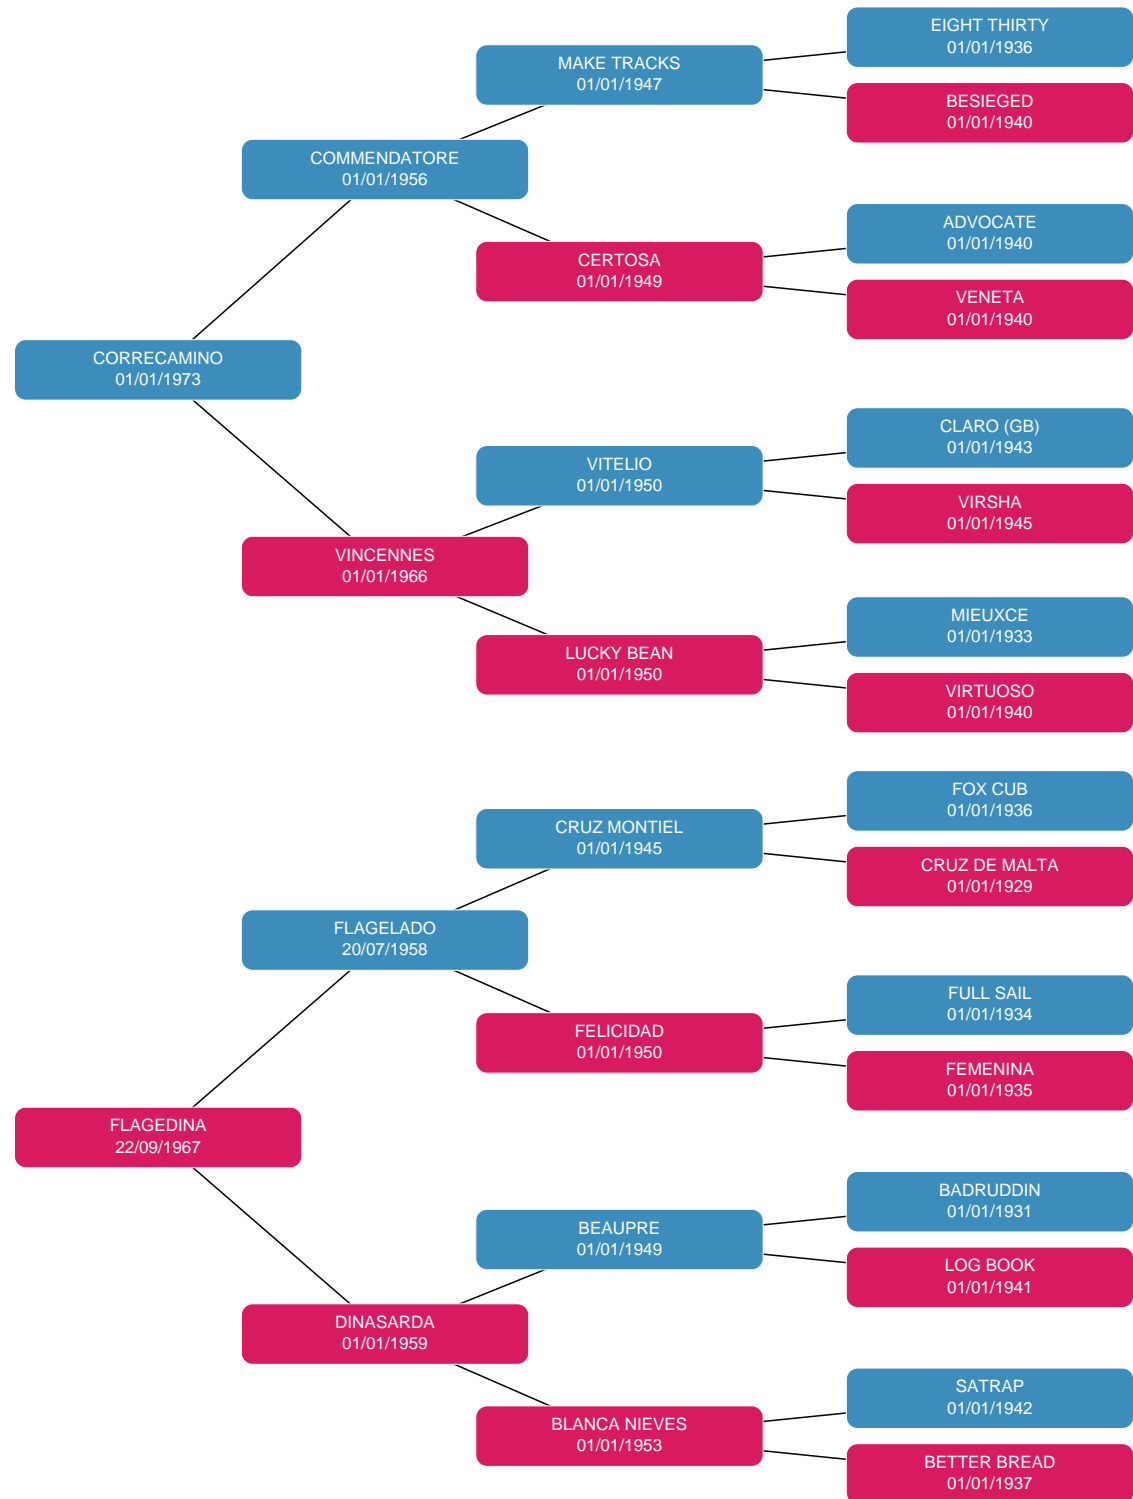 EIGHT THIRTY
01/01/1936
MAKE TRACKS
01/01/1947
BESIEGED
01/01/1940
COMMENDATORE
01/01/1956
ADVOCATE
01/01/1940
CERTOSA
01/01/1949
VENETA
01/01/1940
CORRECAMINO
01/01/1973
CLARO (GB)
01/01/1943
VITELIO
01/01/1950
VIRSHA
01/01/1945
VINCENNES
01/01/1966
MIEUXCE
01/01/1933
LUCKY BEAN
01/01/1950
VIRTUOSO
01/01/1940
FOX CUB
01/01/1936
CRUZ MONTIEL
01/01/1945
CRUZ DE MALTA
01/01/1929
FLAGELADO
20/07/1958
FULL SAIL
01/01/1934
FELICIDAD
01/01/1950
FEMENINA
01/01/1935
FLAGEDINA
22/09/1967
BADRUDDIN
01/01/1931
BEAUPRE
01/01/1949
LOG BOOK
01/01/1941
DINASARDA
01/01/1959
SATRAP
01/01/1942
BLANCA NIEVES
01/01/1953
BETTER BREAD
01/01/1937